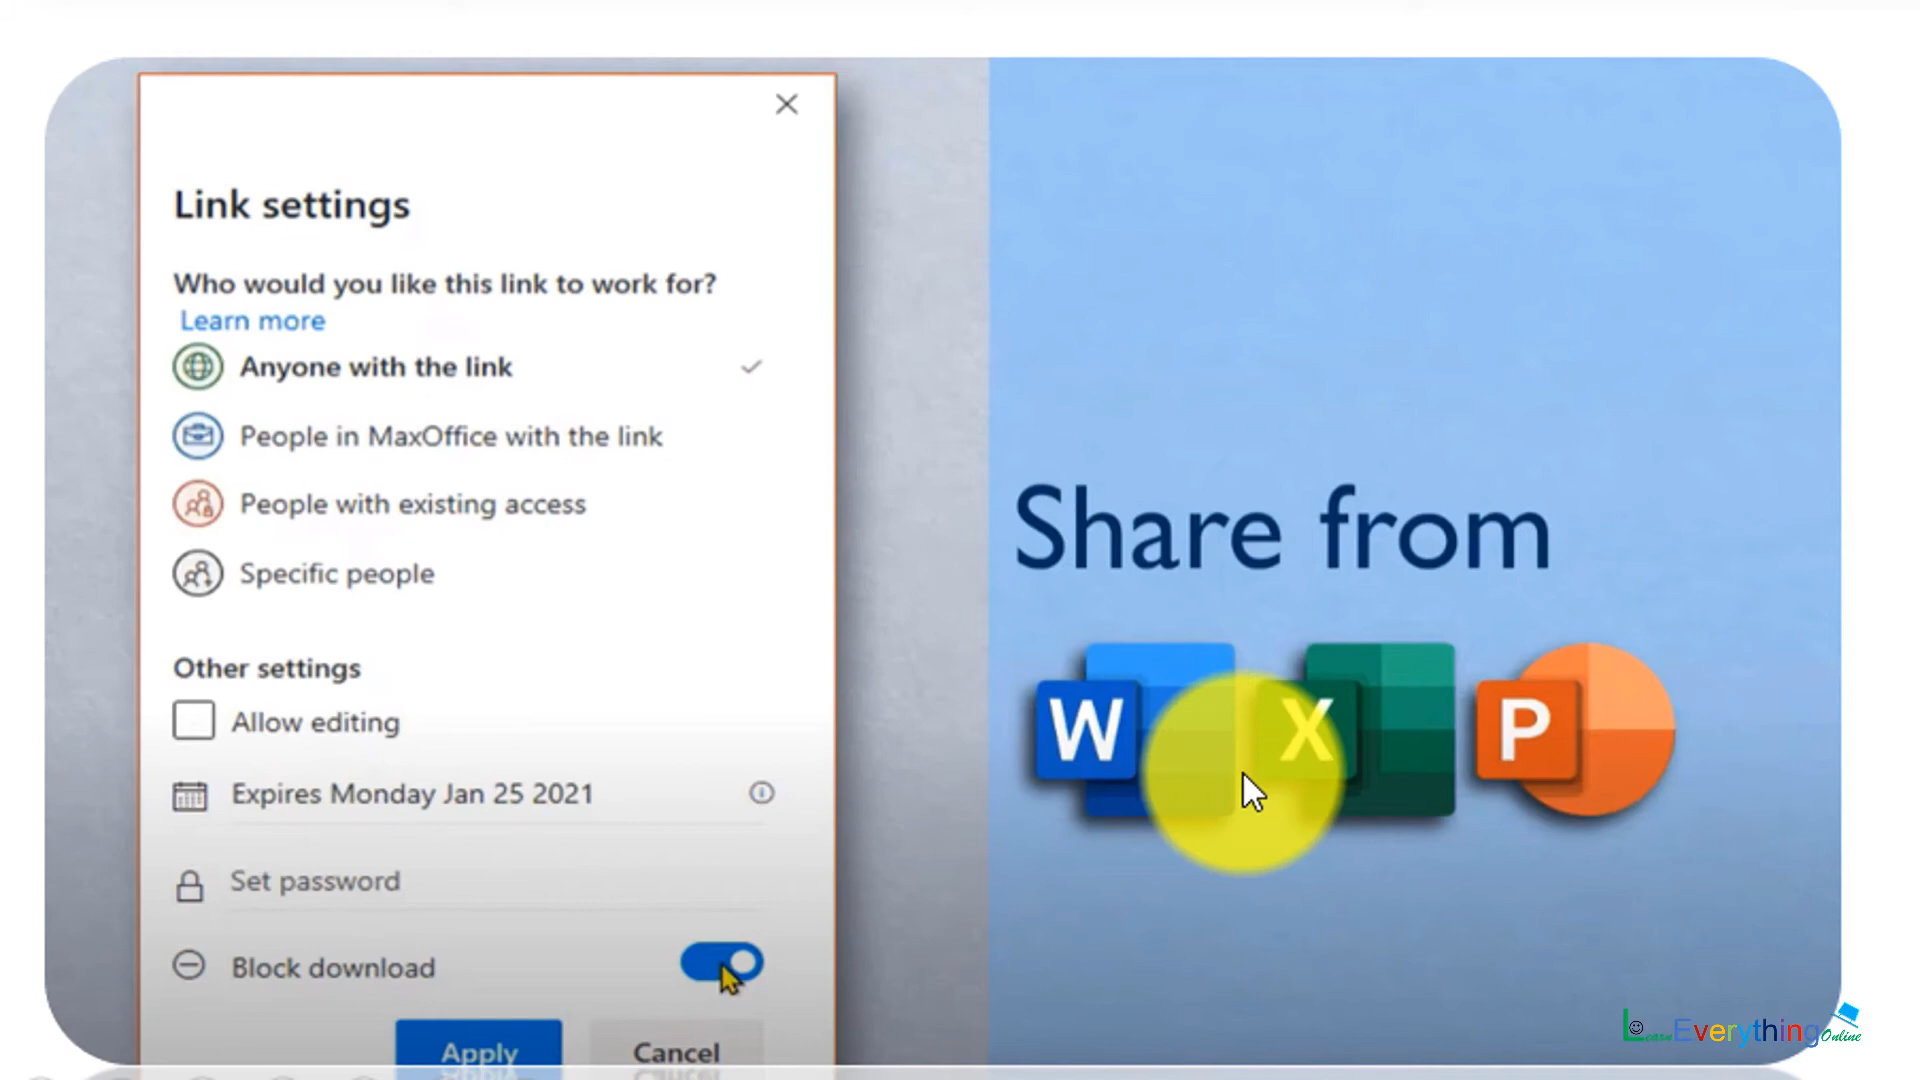 Link settings
Who would you like this link to work for?
Learn more
Anyone with the link
People in MaxOffice with the link
People with existing access
Specific people
Other settings
Allow editing
Expires Monday Jan 25 2021
Set password
Block download
Apply
Cancel
Share from
W X P
Learn Everything Online